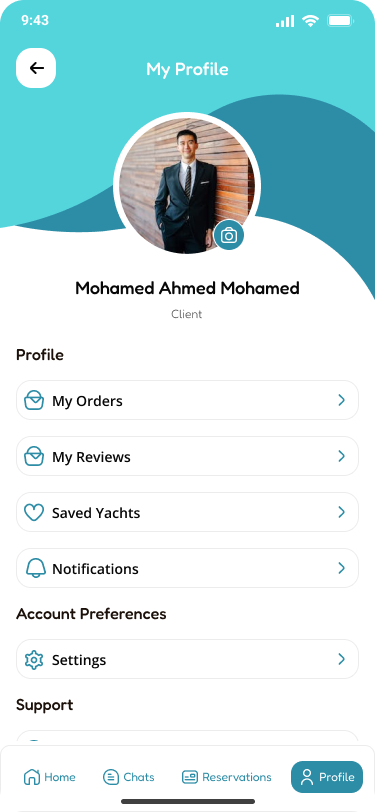 9:43
My Profile
Mohamed Ahmed Mohamed
Client
Profile
My Orders
My Reviews
Saved Yachts
Notifications
Account Preferences
Settings
Support
Home
Chats
Reservations
Profile